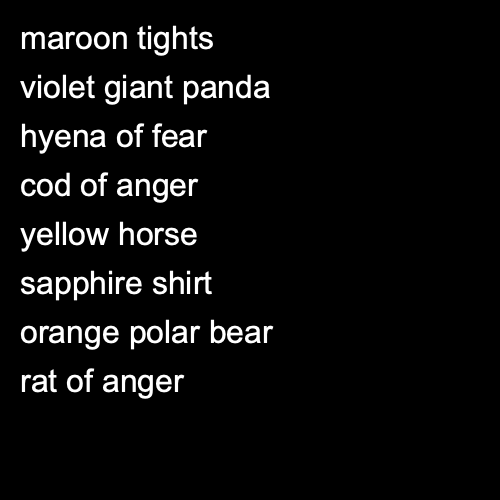 maroon tights
violet giant panda
hyena of fear
cod of anger
yellow horse
sapphire shirt
orange polar bear
rat of anger